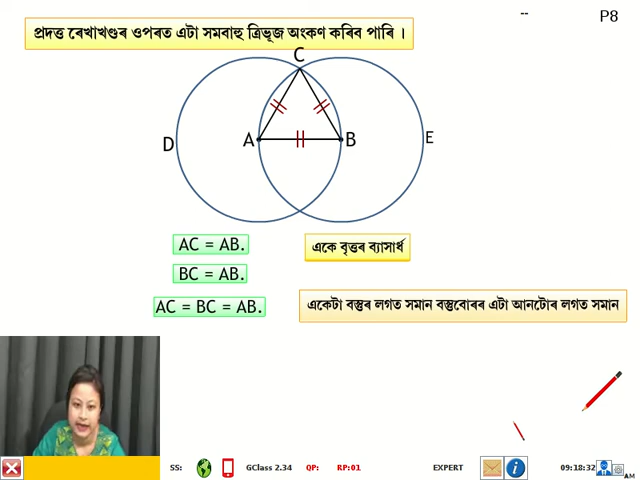 --
P8
প্ৰদত্ত ৰেখাখণ্ডৰ ওপৰত এটা সমবাহু ত্ৰিভূজ অংকণ কৰিব পাৰি ।
C
D
A
B
E
AC = AB.
একে বৃত্তৰ ব্যাসাৰ্ধ
BC = AB.
AC = BC = AB.
একেটা বস্তুৰ লগত সমান বস্তুবোৰৰ এটা আনটোৰ লগত সমান
SS: GClass 2.34 QP: RP:01 EXPERT 09:18:32 AM